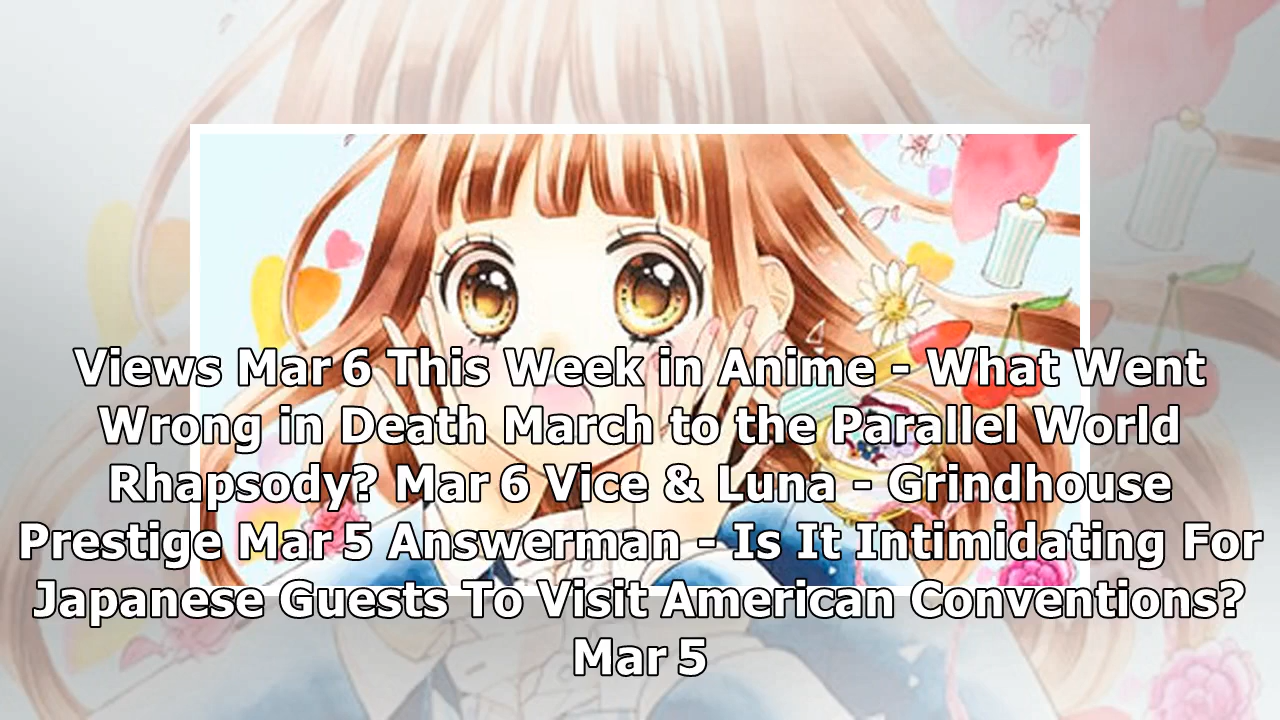 Views Mar 6 This Week in Anime - What Went
Wrong in Death March to the Parallel World
Rhapsody? Mar 6 Vice & Luna - Grindhouse
Prestige Mar 5 Answerman - Is It Intimidating For
Japanese Guests To Visit American Conventions?
Mar 5